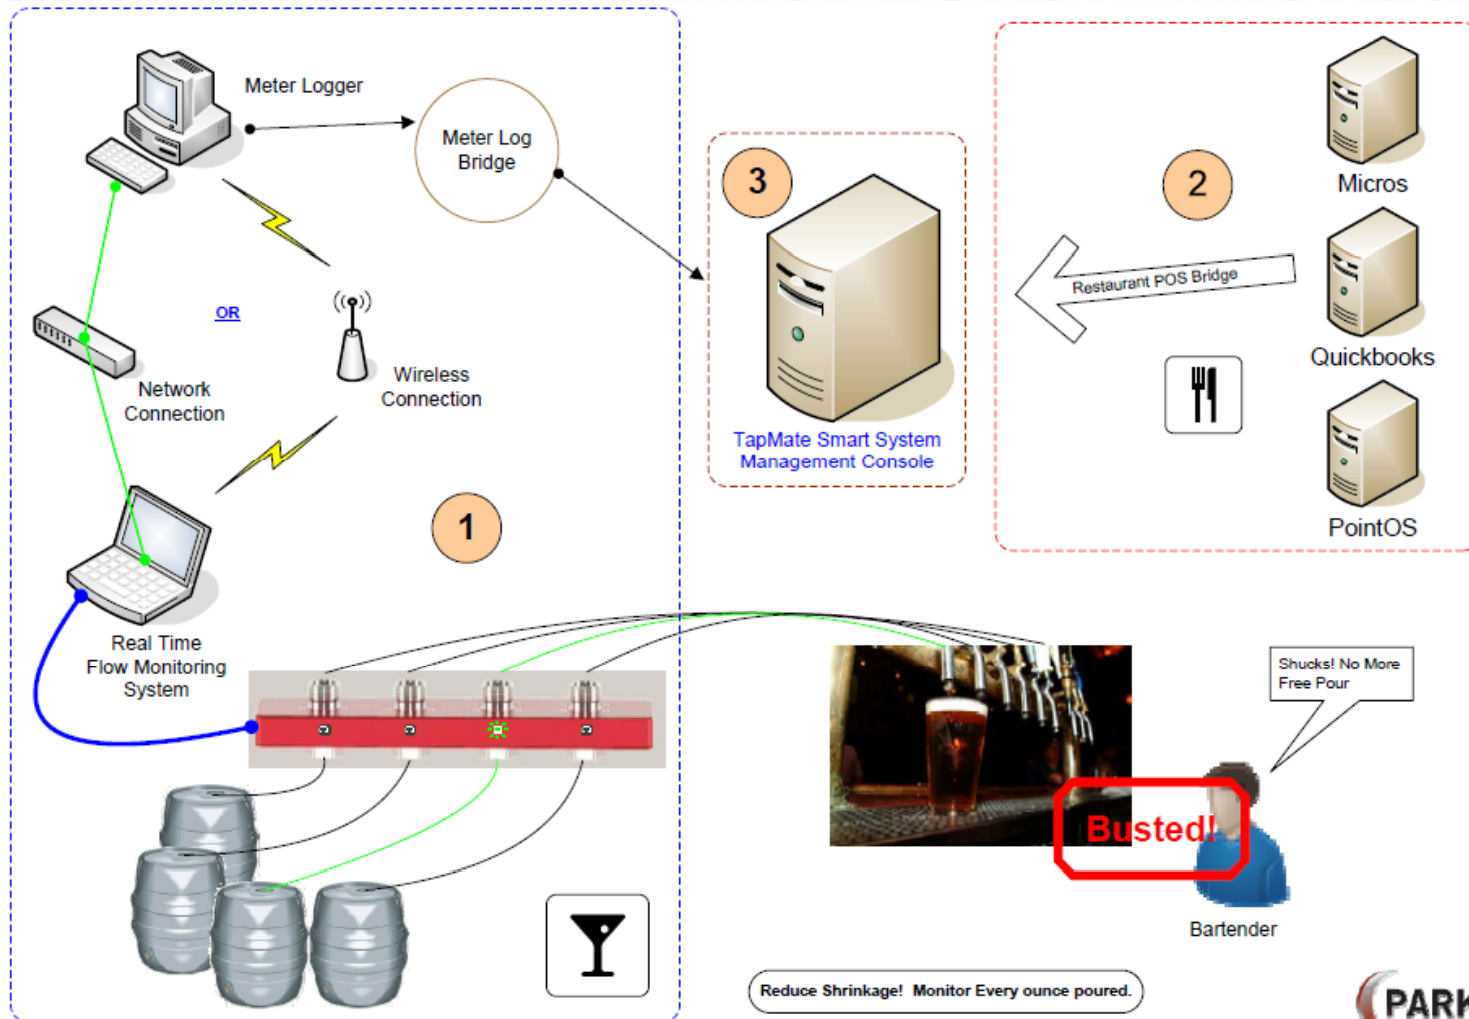 Meter Logger
Meter Log
Bridge
OR
Network
Connection
Wireless
Connection
1
Real Time
Flow Monitoring
System
3
TapMate Smart System
Management Console
2
Restaurant POS Bridge
Micros
Quickbooks
PointOS
Shucks! No More
Free Pour
Busted!
Bartender
Reduce Shrinkage!  Monitor Every ounce poured.
PARK